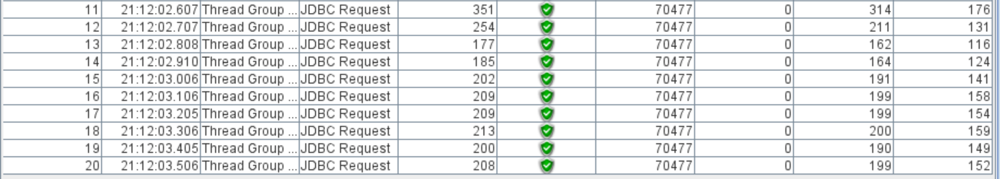 11 21:12:02.607 Thread Group ... JDBC Request 351 70477 0 314 176
12 21:12:02.707 Thread Group ... JDBC Request 254 70477 0 211 131
13 21:12:02.808 Thread Group ... JDBC Request 177 70477 0 162 116
14 21:12:02.910 Thread Group ... JDBC Request 185 70477 0 164 124
15 21:12:03.006 Thread Group ... JDBC Request 202 70477 0 191 141
16 21:12:03.106 Thread Group ... JDBC Request 209 70477 0 199 158
17 21:12:03.205 Thread Group ... JDBC Request 209 70477 0 199 154
18 21:12:03.306 Thread Group ... JDBC Request 213 70477 0 200 159
19 21:12:03.405 Thread Group ... JDBC Request 200 70477 0 190 149
20 21:12:03.506 Thread Group ... JDBC Request 208 70477 0 199 152